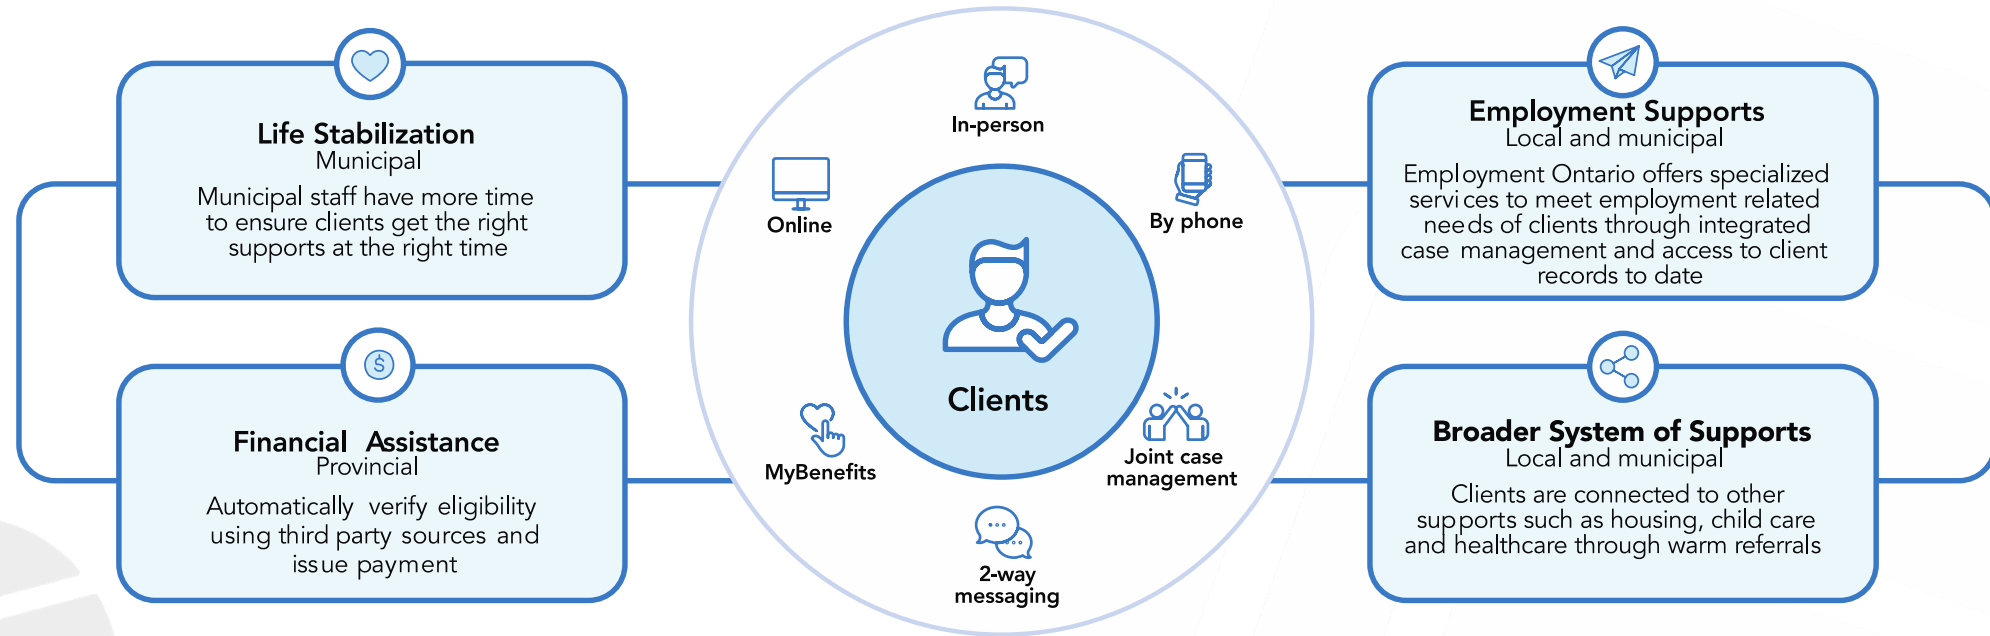 Life Stabilization
Municipal
Municipal staff have more time
to ensure clients get the right
supports at the right time
Financial Assistance
Provincial
Automatically verify eligibility
using third party sources and
issue payment
In-person
Online
By phone
Clients
MyBenefits
Joint case
management
2-way
messaging
Employment Supports
Local and municipal
Employment Ontario offers specialized
services to meet employment related
needs of clients through integrated
case management and access to client
records to date
Broader System of Supports
Local and municipal
Clients are connected to other
supports such as housing, child care
and healthcare through warm referrals